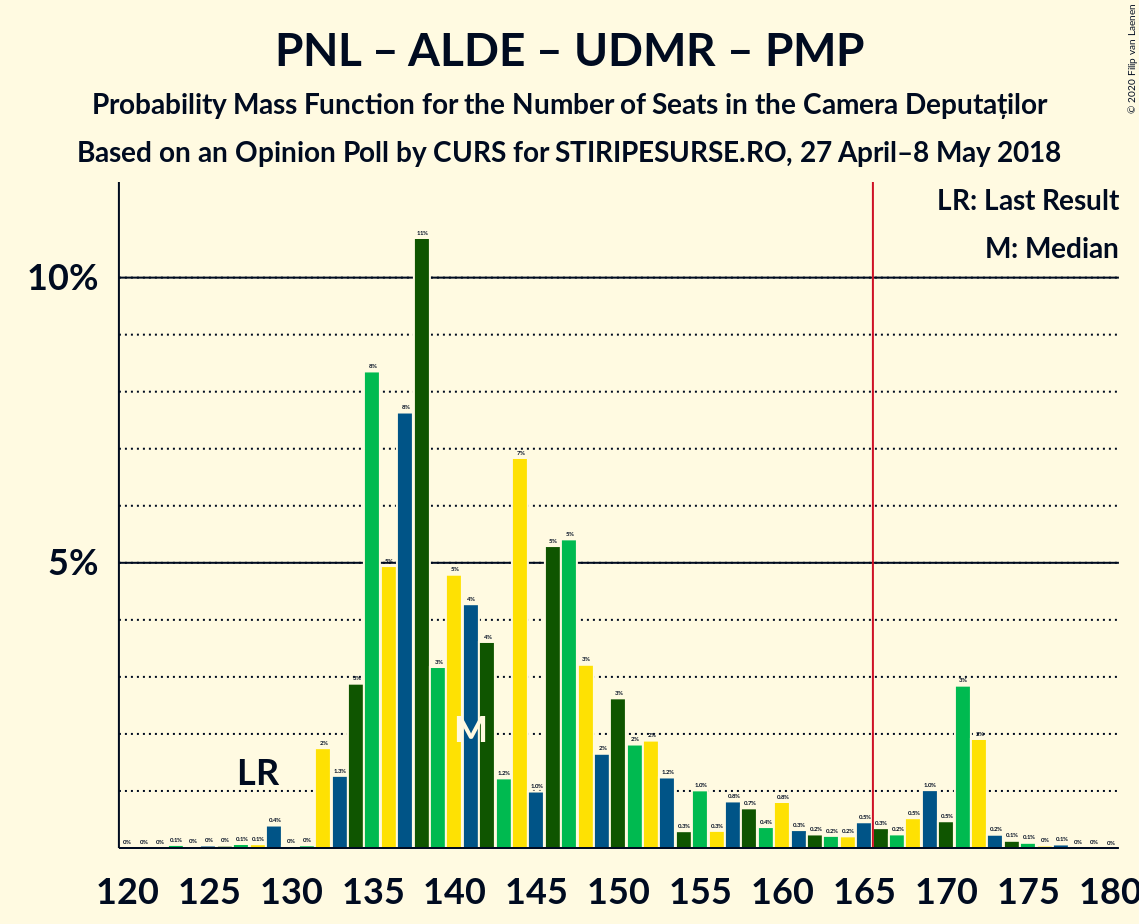 PNL – ALDE – UDMR – PMP
Probability Mass Function for the Number of Seats in the Camera Deputaților
Based on an Opinion Poll by CURS for STIRIPESURSE.RO, 27 April–8 May 2018
© 2020 Filip van Laenen
LR: Last Result
M: Median
10%
5%
LR
M
0% 0% 0% 0.1% 0% 0% 0% 0.1% 0.1% 0.4% 0% 0% 2% 1.3% 3% 8% 5% 8% 11% 3% 5% 4% 4% 1.2% 7% 1.0% 5% 5% 3% 2% 3% 2% 2% 1.2% 0.3% 1.0% 0.3% 0.8% 0.7% 0.4% 0.8% 0.3% 0.2% 0.2% 0.2% 0.5% 0.3% 0.2% 0.5% 1.0% 0.5% 3% 2% 0.2% 0.1% 0.1% 0% 0.1% 0% 0% 0%
120 125 130 135 140 145 150 155 160 165 170 175 180